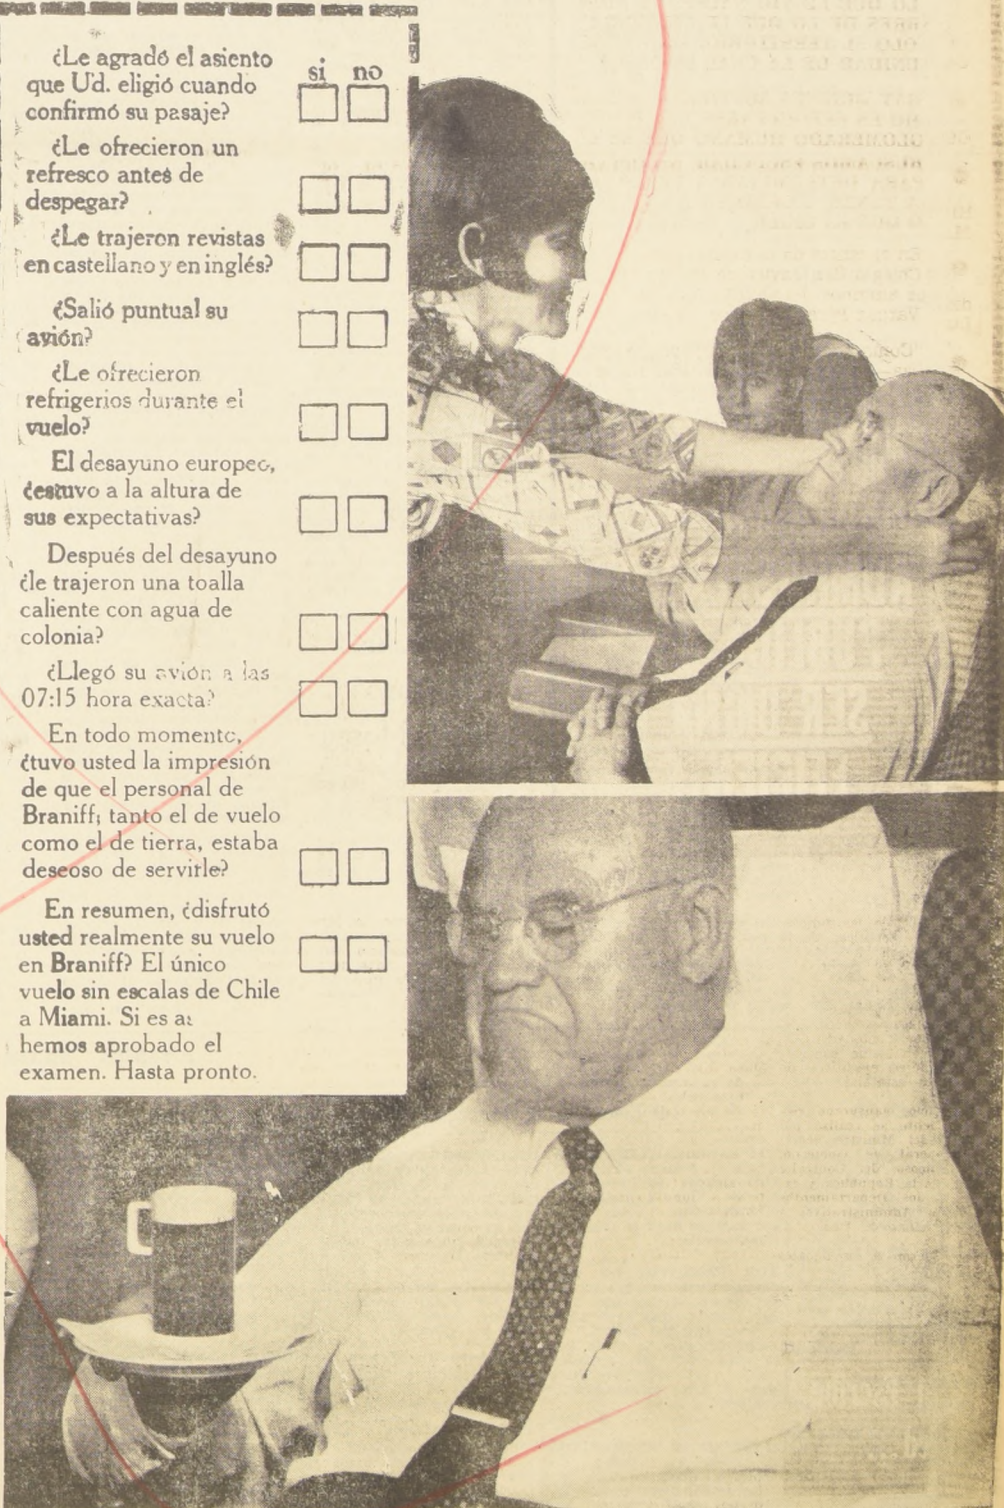 ¿Le agradó el asiento
que Ud. eligió cuando
confirmó su pasaje?
si no
¿Le ofrecieron un
refresco antes de
despegar?
¿Le trajeron revistas
en castellano y en inglés?
¿Salió puntual su
avión?
¿Le ofrecieron
refrigerios durante el
vuelo?
El desayuno europeo,
¿estuvo a la altura de
sus expectativas?
Después del desayuno
¿le trajeron una toalla
caliente con agua de
colonia?
¿Llegó su avión a las
07:15 hora exacta?
En todo momento,
¿tuvo usted la impresión
de que el personal de
Braniff; tanto el de vuelo
como el de tierra, estaba
deseoso de servirle?
En resumen, ¿disfrutó
usted realmente su vuelo
en Braniff? El único
vuelo sin escalas de Chile
a Miami. Si es
hemos aprobado el
examen. Hasta pronto.